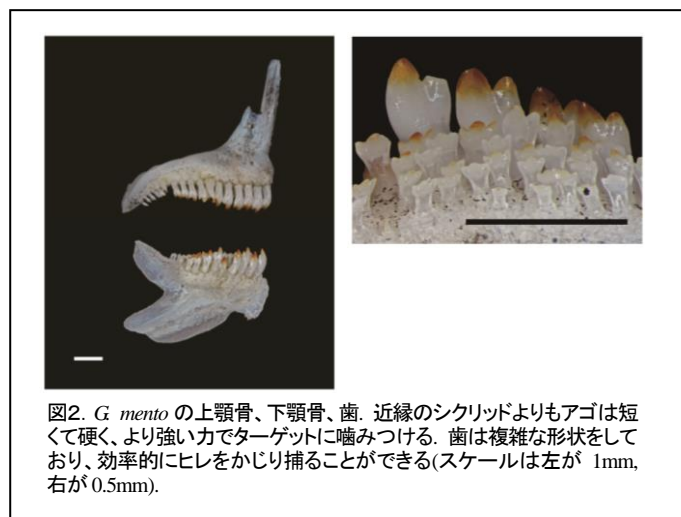 図2. G. mento の上顎骨、下顎骨、歯. 近縁のシクリッドよりもアゴは短
くて硬く、より強い力でターゲットに噛みつける. 歯は複雑な形状をして
おり、効率的にヒレをかじり捕ることができる(スケールは左が 1mm,
右が 0.5mm).